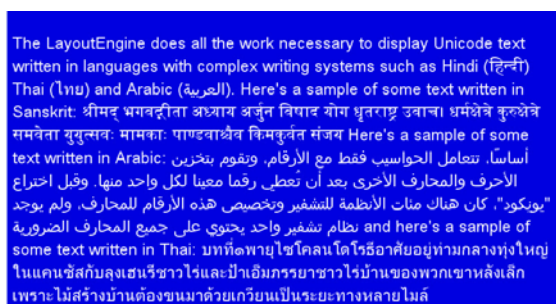 The LayoutEngine does all the work necessary to display Unicode text
written in languages with complex writing systems such as Hindi (हिन्दी)
Thai (ไทย) and Arabic (العربية). Here's a sample of some text written in
Sanskrit: श्रीमद् भगवद्गीता अध्याय अर्जुन विषाद योग धृतराष्ट्र उवाच। धर्मक्षेत्रे कुरुक्षेत्रे
समवेता युयुत्सवः मामकाः पाण्डवाश्चैव किमकुर्वत संजय Here's a sample of some
text written in Arabic: أساسًا، تتعامل الحواسيب فقط مع الأرقام، وتقوم بتخزين
الأحرف والمحارف الأخرى بعد أن تُعطي رقما معينا لكل واحد منها. وقبل اختراع
"يونكود"، كان هناك مئات الأنظمة للتشفير وتخصيص هذه الأرقام للمحارف، ولم يوجد
نظام تشفير واحد يحتوي على جميع المحارف الضرورية and here's a sample of
some text written in Thai: บทที่๑พายุไซโคลนโดโรธีอาศัยอยู่ท่ามกลางทุ่งใหญ่
ในแคนซัสกับลุงเฮนรีชาวไร่และป้าเอ็มภรรยาชาวไร่บ้านของพวกเขาหลังเล็ก
เพราะไม้สร้างบ้านต้องขนมาด้วยเกวียนเป็นระยะทางหลายไมล์